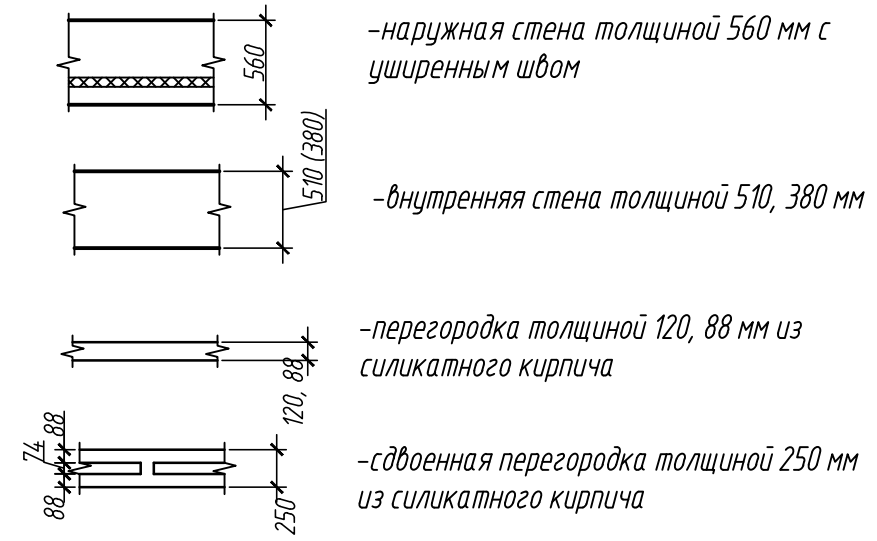 -наружная стена толщиной 560 мм с
уширенным швом
560
510 (380)
-внутренняя стена толщиной 510, 380 мм
-перегородка толщиной 120, 88 мм из
силикатного кирпича
120, 88
88
74
88
250
-сдвоенная перегородка толщиной 250 мм
из силикатного кирпича